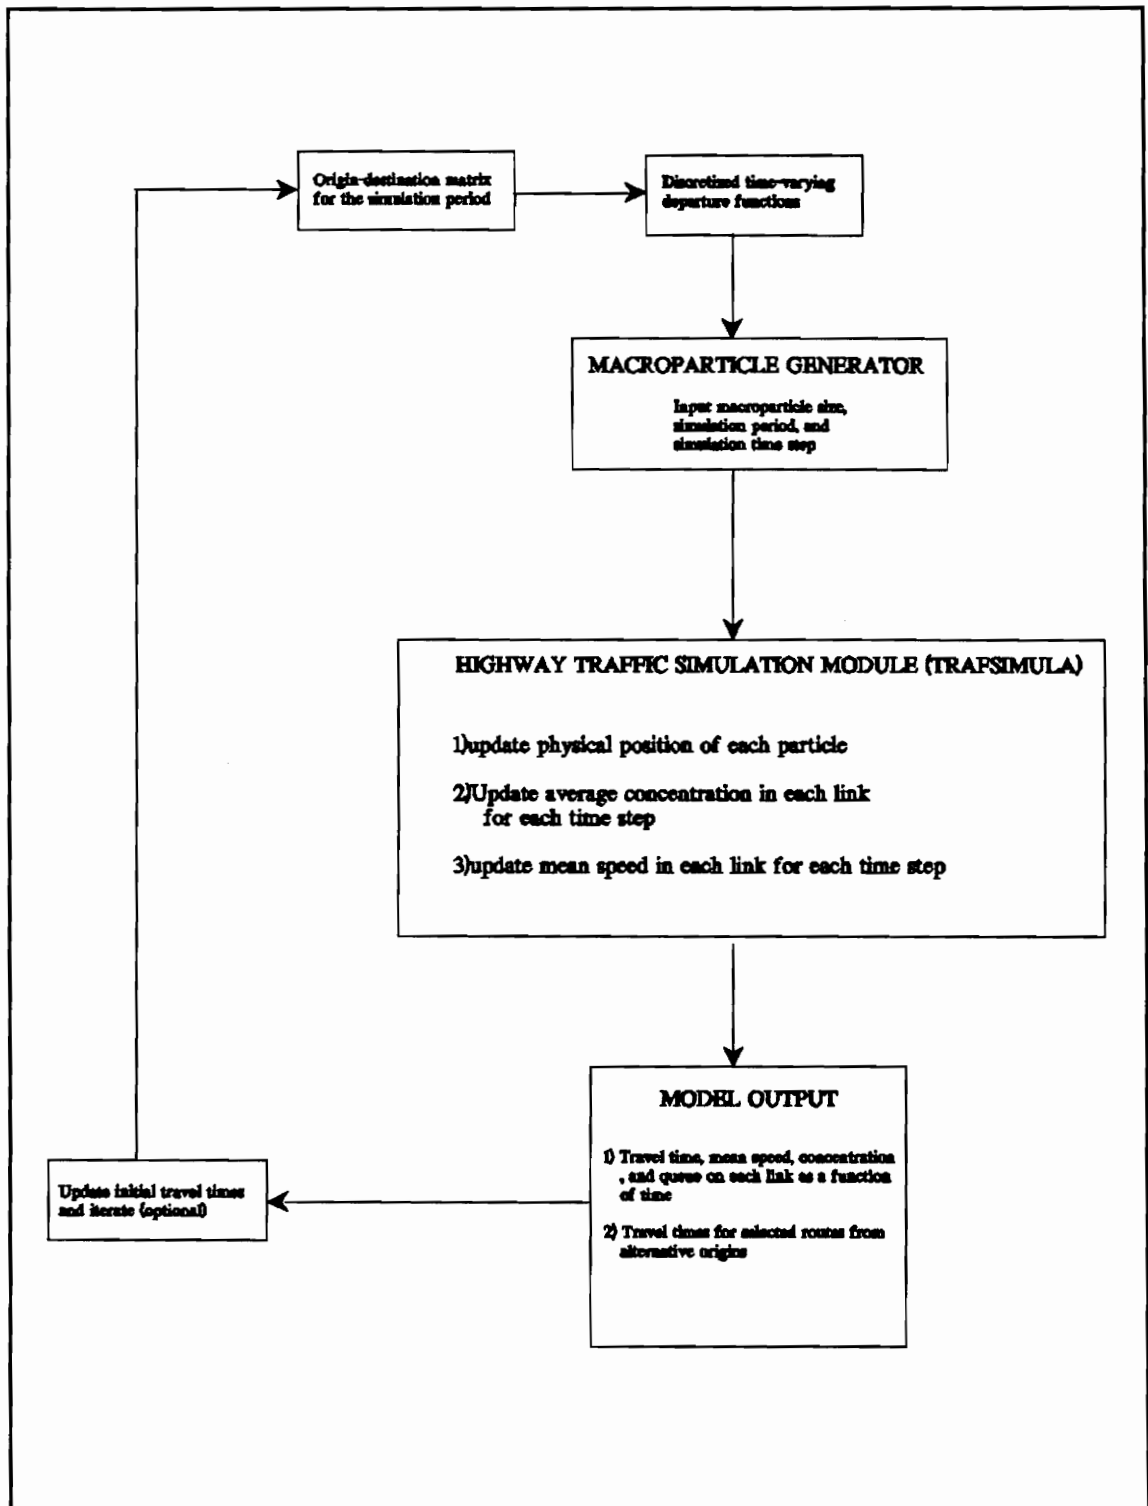 Origin-destination matrix
for the simulation period
Discretized time-varying
departure functions
MACROPARTICLE GENERATOR
Input macroparticle size,
simulation period, and
simulation time step
HIGHWAY TRAFFIC SIMULATION MODULE (TRAFSIMULA)
1)update physical position of each particle
2)Update average concentration in each link
for each time step
3)update mean speed in each link for each time step
MODEL OUTPUT
1) Travel time, mean speed, concentration
, and queue on each link as a function
of time
2) Travel times for selected routes from
alternative origins
Update initial travel times
and iterate (optional)